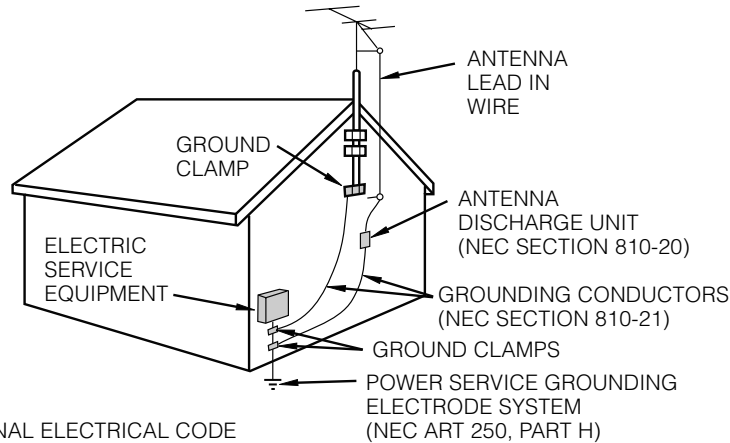 ANTENNA
LEAD IN
WIRE
GROUND
CLAMP
ANTENNA
DISCHARGE UNIT
(NEC SECTION 810-20)
ELECTRIC
SERVICE
EQUIPMENT
GROUNDING CONDUCTORS
(NEC SECTION 810-21)
GROUND CLAMPS
POWER SERVICE GROUNDING
ELECTRODE SYSTEM
(NEC ART 250, PART H)
NAL ELECTRICAL CODE